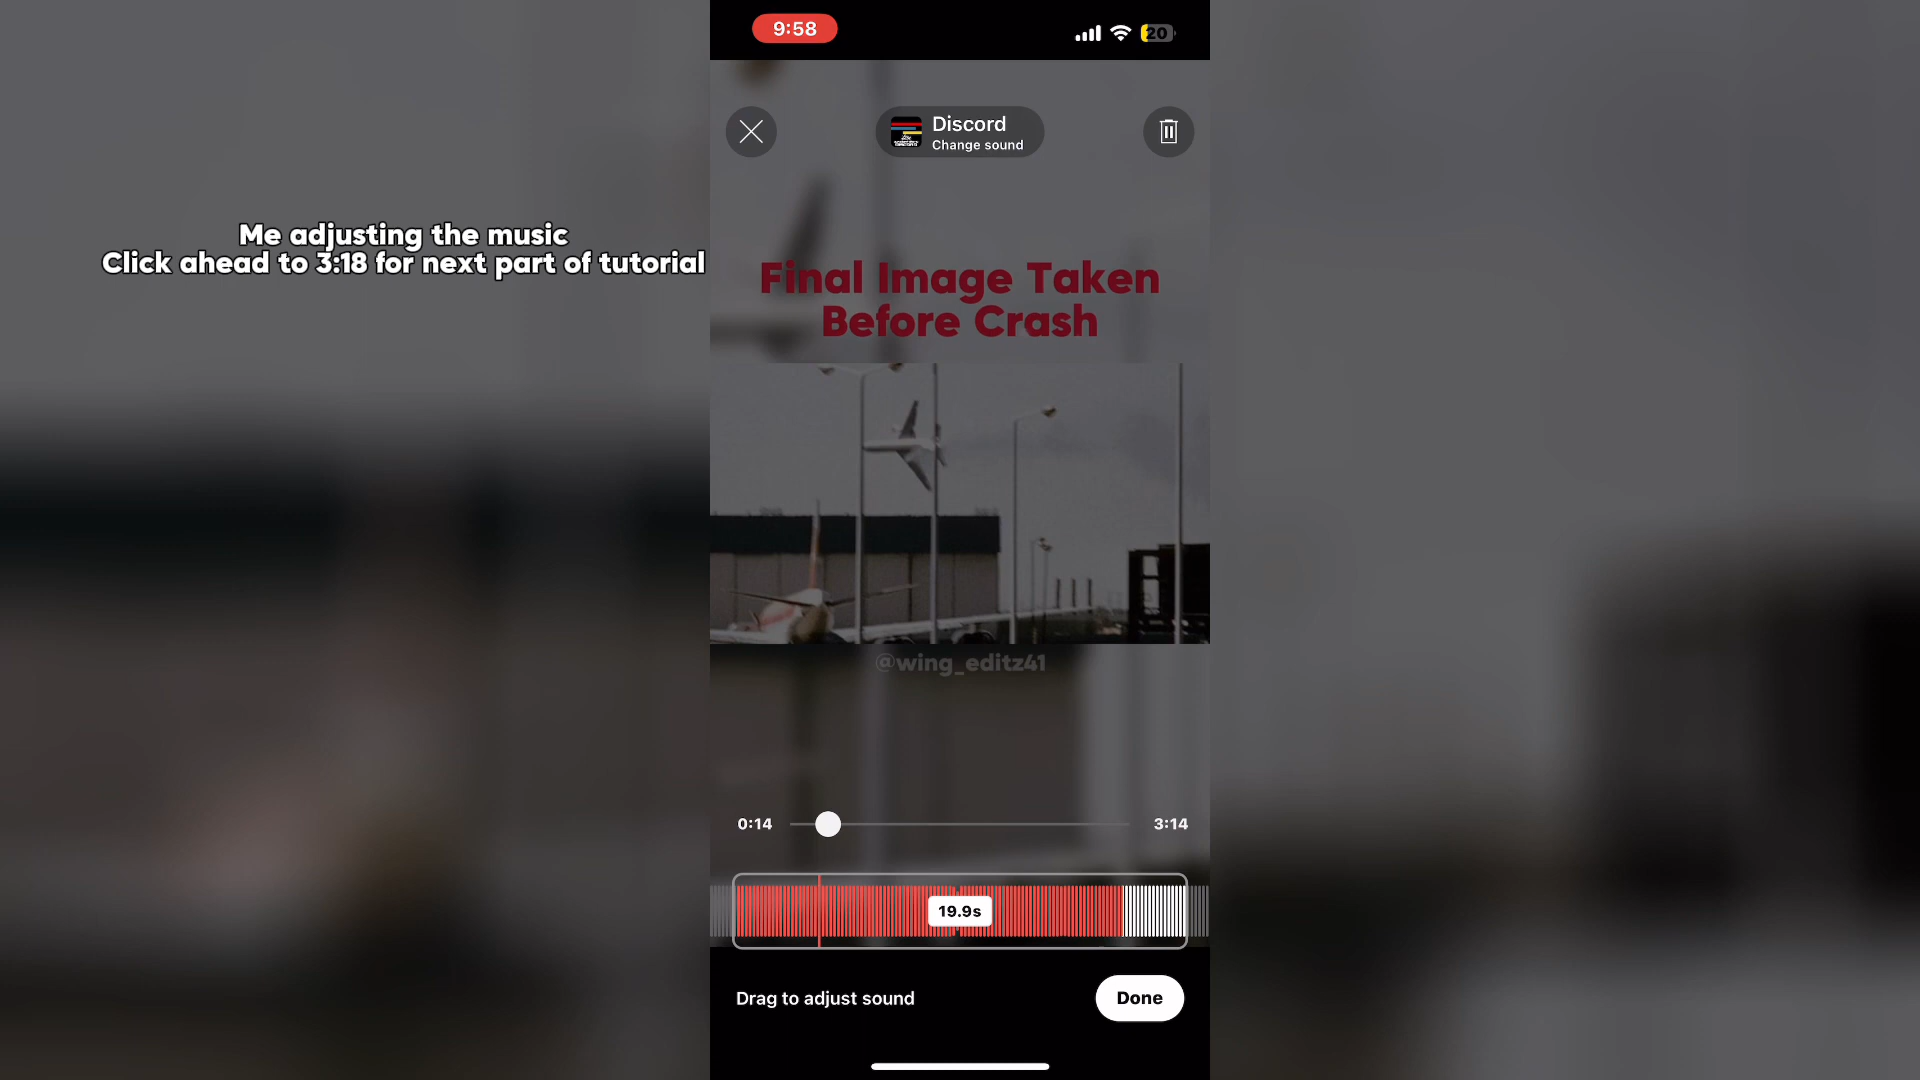 9:58
20
Discord
Change sound
Me adjusting the music
Click ahead to 3:18 for next part of tutorial
Final Image Taken
Before Crash
@wing_editz41
0:14
3:14
19.9s
Drag to adjust sound
Done